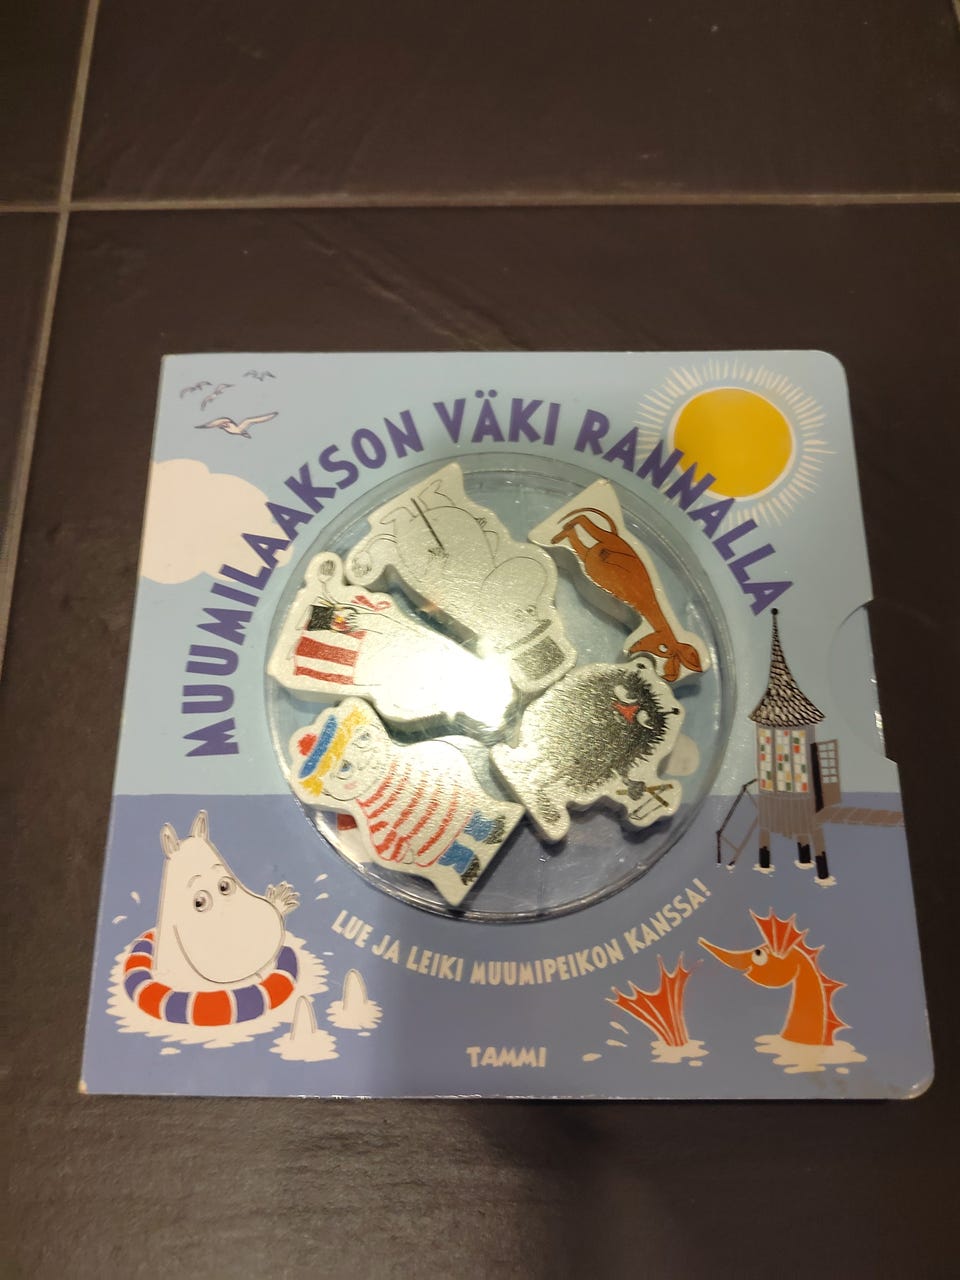 MUUMILAAKSON VÄKI RANNALLA
LUE JA LEIKI MUUMIPEIKON KANSSA!
TAMMI